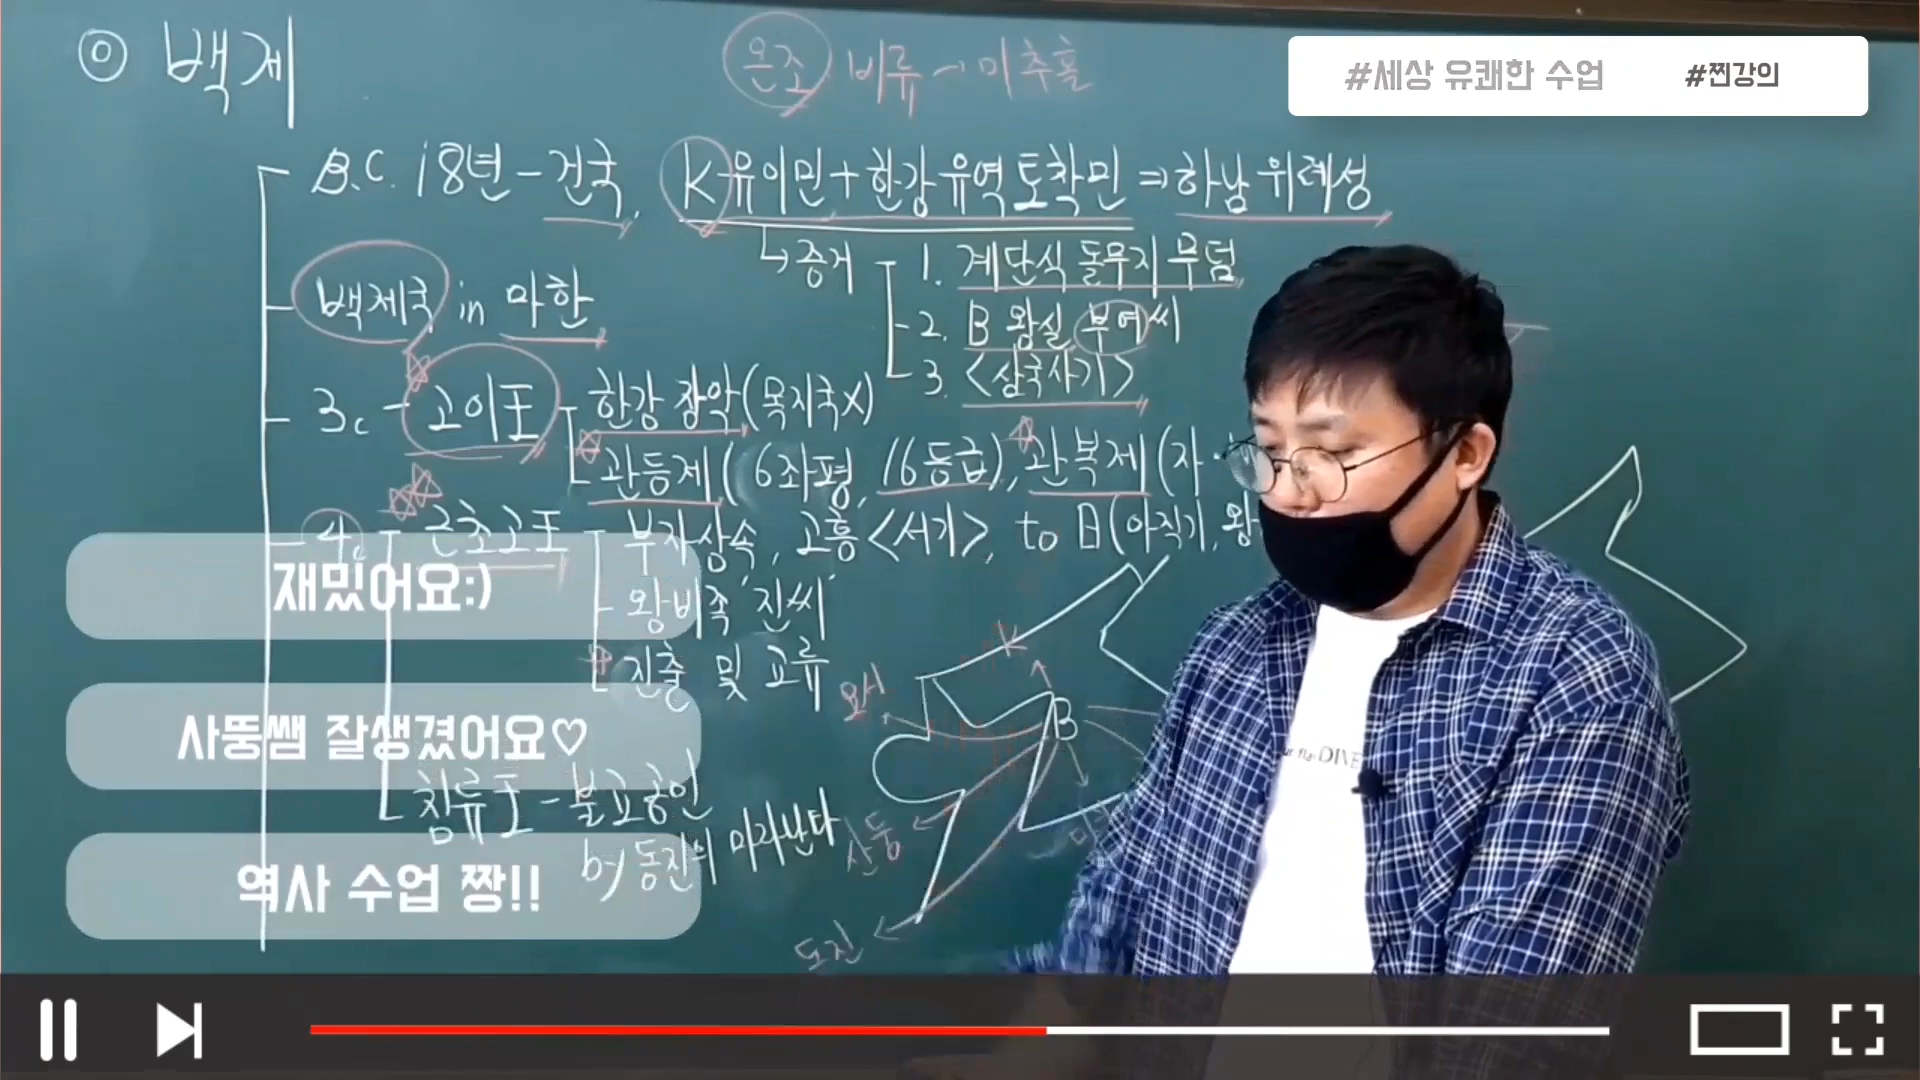 ◎ 백제
온조 비류→미추홀
#세상 유쾌한 수업 #찐강의
B.C. 18년-건국, K유이민+한강유역토착민⇒하남위례성
↳증거 1. 계단식 돌무지 무덤
2. B 왕실 부여씨
3. <삼국사기>
백제국 in 마한
3c-고이王 한강 장악(목지국X)
관등제(6좌평, 16등급), 관복제(자
4c 근초고王 부자상속, 고흥<서기>, to 日(아직기, 왕
왕비족 진씨
진출 및 교류
침류王-불교공인
by 동진의 마라난타
K
B
요서
산둥
동진
재밌어요:)
사뚱쌤 잘생겼어요♡
역사 수업 짱!!